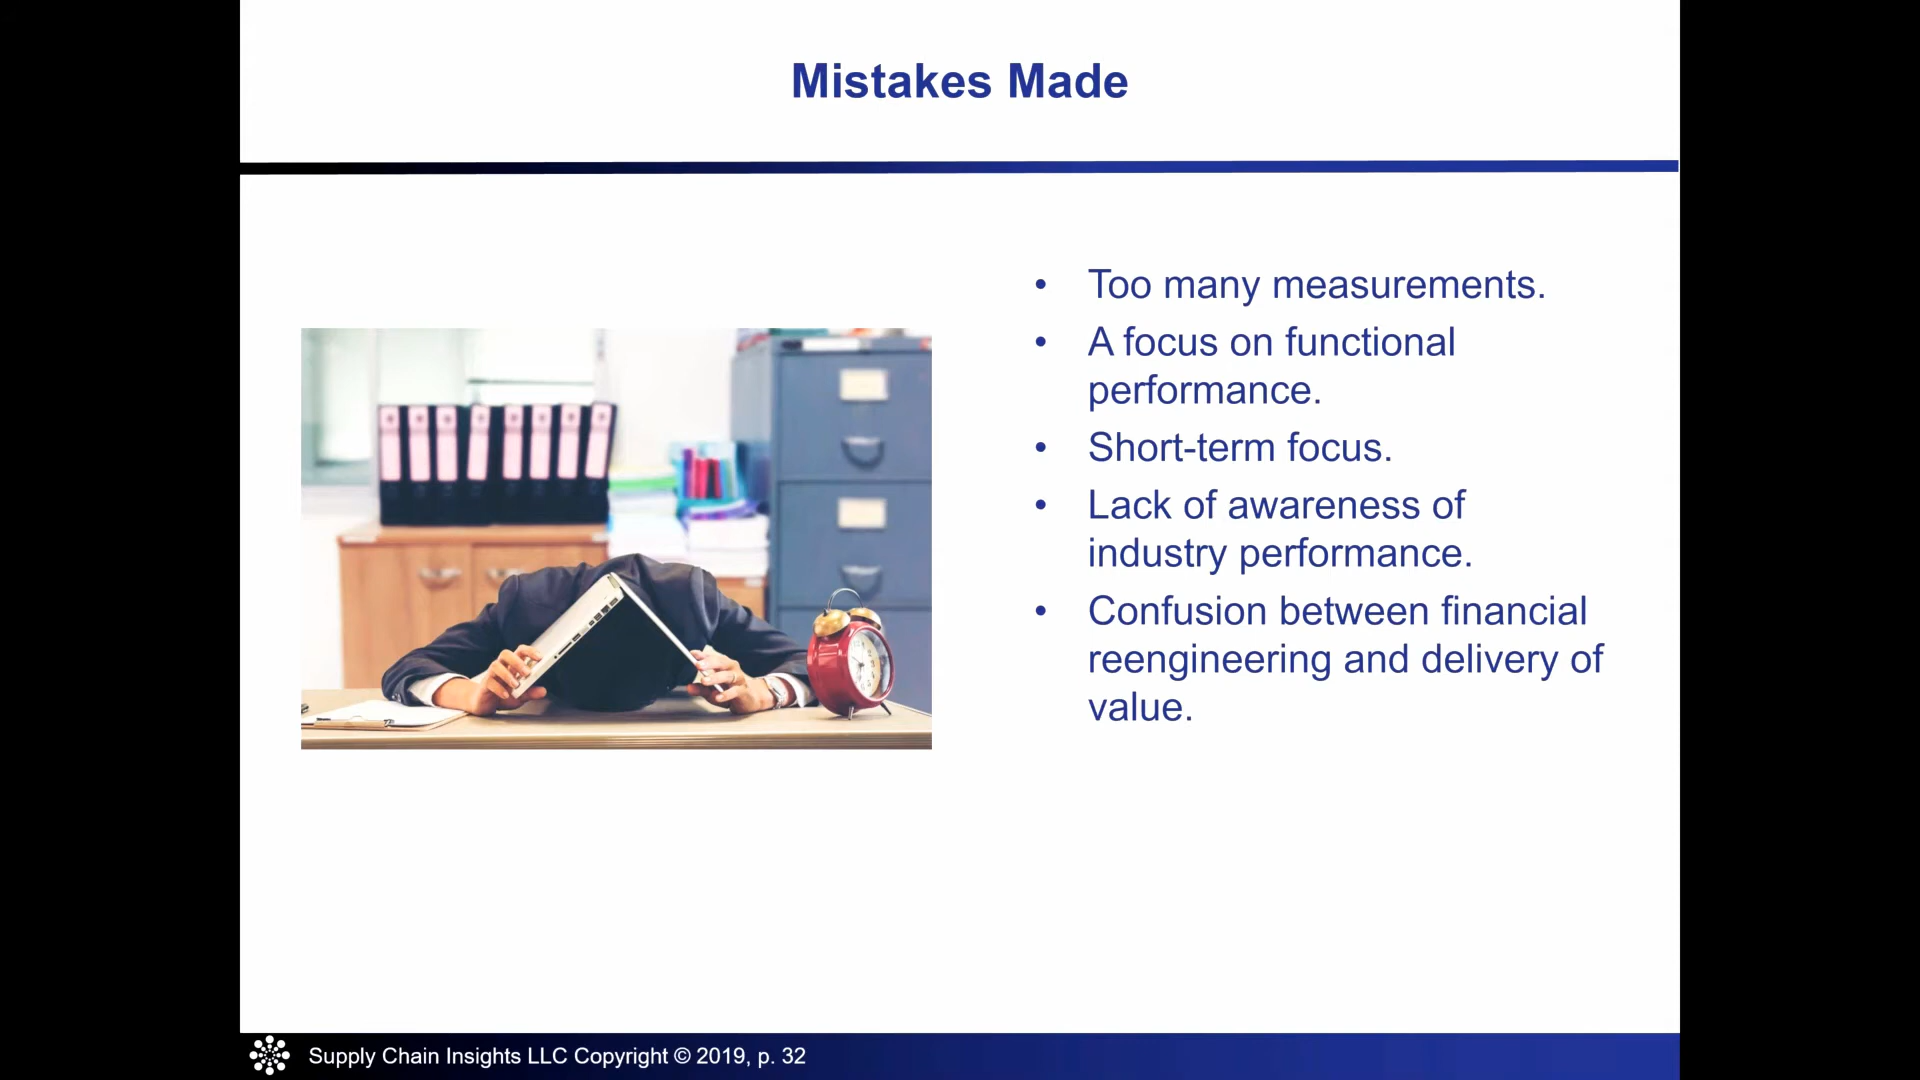 Mistakes Made
• Too many measurements.
• A focus on functional
performance.
• Short-term focus.
• Lack of awareness of
industry performance.
• Confusion between financial
reengineering and delivery of
value.
Supply Chain Insights LLC Copyright © 2019, p. 32